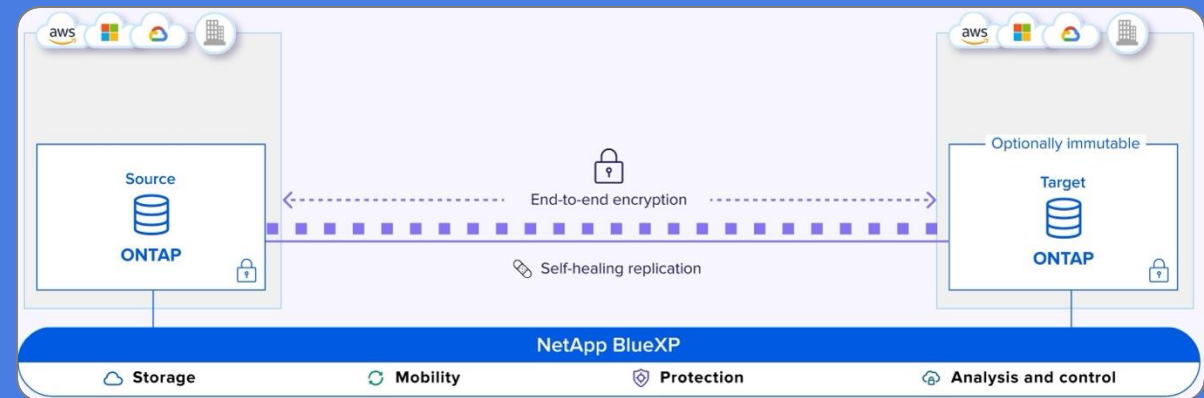 aws
aws
Optionally immutable
Source
Target
End-to-end encryption
ONTAP
ONTAP
Self-healing replication
NetApp BlueXP
Storage
Mobility
Protection
Analysis and control